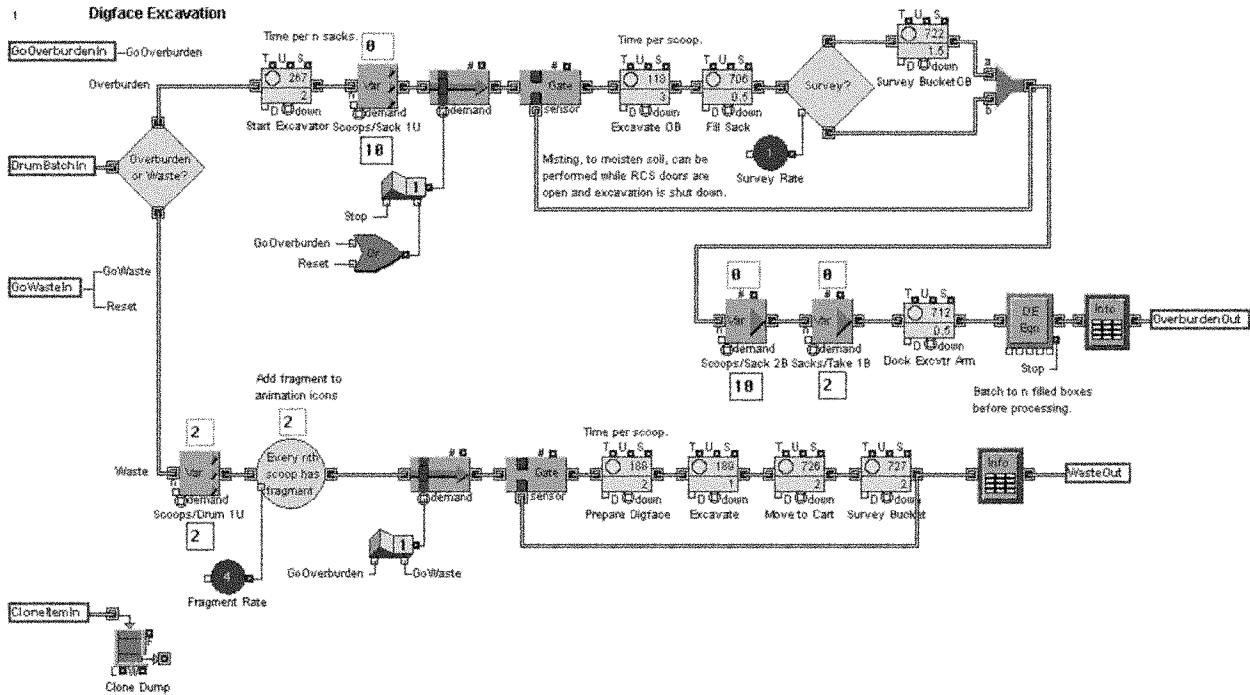 1
Digface Excavation
GoOverburdenIn
GoOverburden
Overburden
T U S
267
2
D down
Start Excavator
Time per n sacks.
0
Var
n
demand
Scoops/Sack 1U
10
#
demand
1
Stop
GoOverburden
Reset
Or
#
Gate
sensor
Time per scoop.
T U S
118
3
D down
Excavate OB
T U S
706
0.5
D down
Fill Sack
Survey?
1
Survey Rate
T U S
722
1.5
D down
Survey BucketOB
a
b
Misting, to moisten soil, can be
performed while RCS doors are
open and excavation is shut down.
DrumBatchIn
Overburden
or Waste?
GoWasteIn
GoWaste
Reset
0
#
Var
n
demand
Scoops/Sack 2B
10
0
#
Var
n
demand
Sacks/Take 1B
2
T U S
712
0.5
D down
Dock Excvtr Arm
DE
Eqn
Stop
Info
OverburdenOut
Batch to n filled boxes
before processing.
Waste
2
Var
n
demand
Scoops/Drum 1U
2
Add fragment to
animation icons
2
Every nth
scoop has
fragment
4
Fragment Rate
#
demand
1
GoOverburden
GoWaste
#
Gate
sensor
Time per scoop.
T U S
188
2
D down
Prepare Digface
T U S
189
1
D down
Excavate
T U S
726
2
D down
Move to Cart
T U S
727
2
D down
Survey Bucket
Info
WasteOut
CloneItemIn
F
L W
Clone Dump